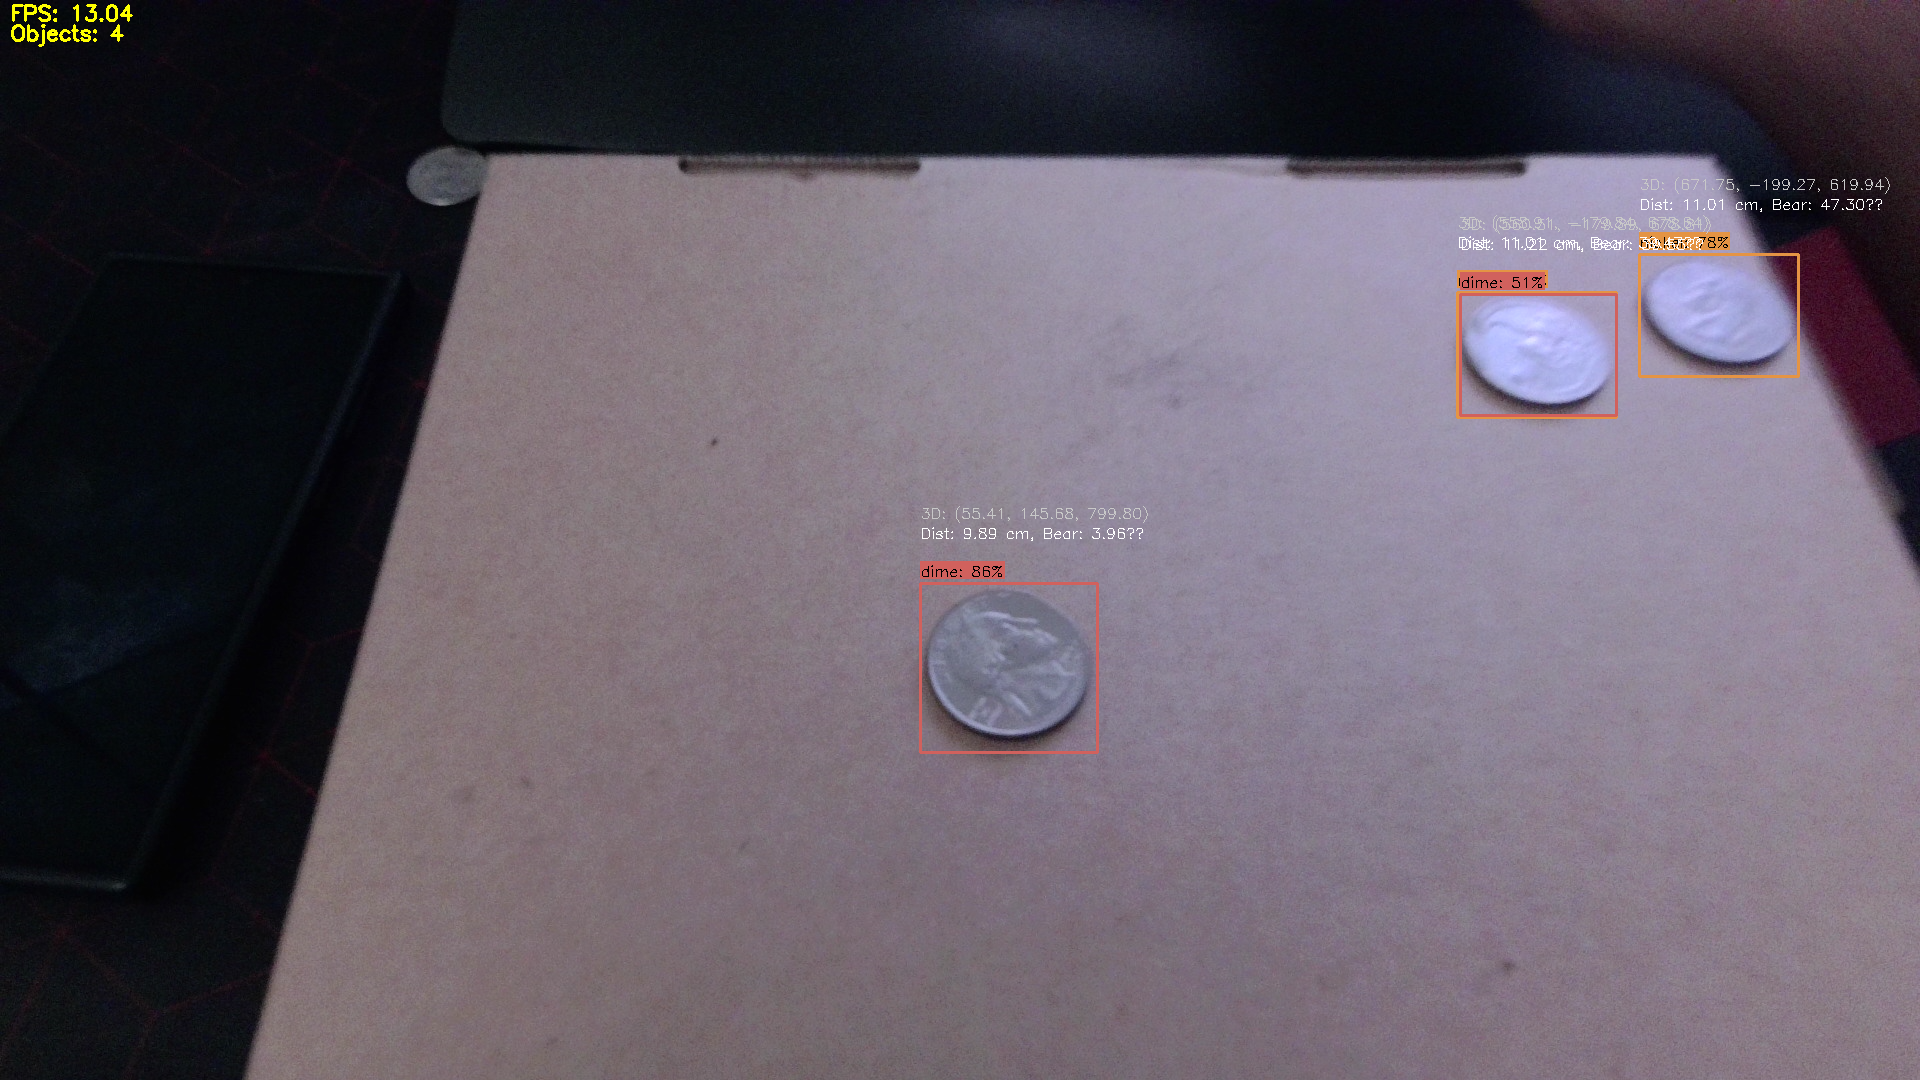 FPS: 13.04
Objects: 4
3D: (671.75, -199.27, 619.94)
Dist: 11.01 cm, Bear: 47.30??
78%
dime: 51%
3D: (55.41, 145.68, 799.80)
Dist: 9.89 cm, Bear: 3.96??
dime: 86%